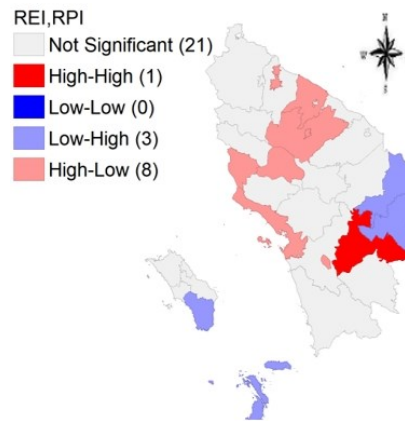 REI,RPI
Not Significant (21)
High-High (1)
Low-Low (0)
Low-High (3)
High-Low (8)